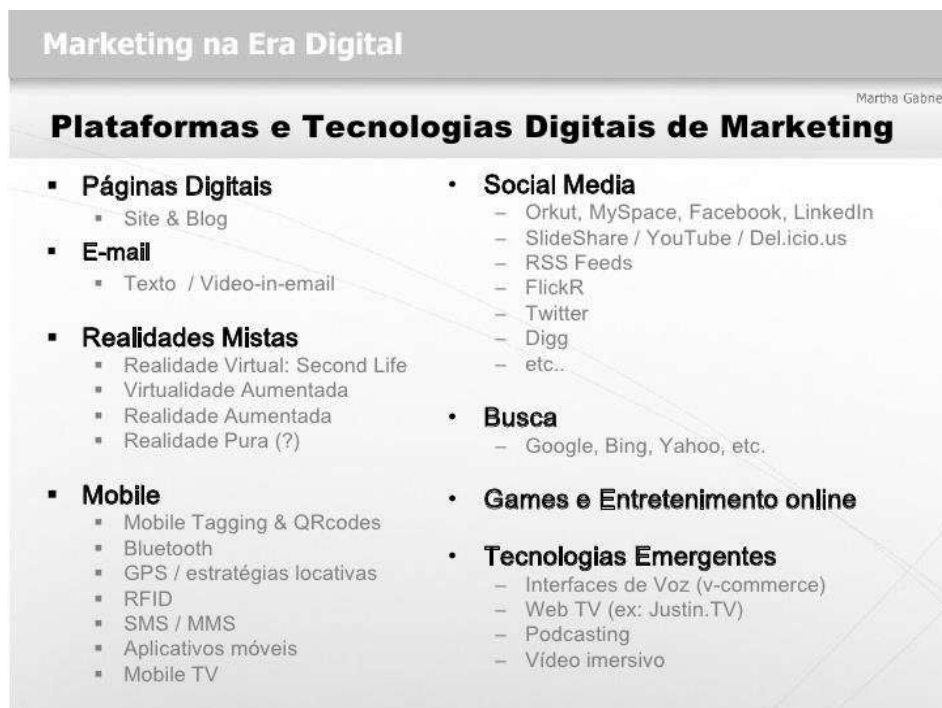 Marketing na Era Digital
Martha Gabrie
Plataformas e Tecnologias Digitais de Marketing
▪ Páginas Digitais
▪ Site & Blog
▪ E-mail
▪ Texto / Video-in-email
▪ Realidades Mistas
▪ Realidade Virtual: Second Life
▪ Virtualidade Aumentada
▪ Realidade Aumentada
▪ Realidade Pura (?)
▪ Mobile
▪ Mobile Tagging & QRcodes
▪ Bluetooth
▪ GPS / estratégias locativas
▪ RFID
▪ SMS / MMS
▪ Aplicativos móveis
▪ Mobile TV
• Social Media
– Orkut, MySpace, Facebook, LinkedIn
– SlideShare / YouTube / Del.icio.us
– RSS Feeds
– FlickR
– Twitter
– Digg
– etc..
• Busca
– Google, Bing, Yahoo, etc.
• Games e Entretenimento online
• Tecnologias Emergentes
– Interfaces de Voz (v-commerce)
– Web TV (ex: Justin.TV)
– Podcasting
– Vídeo imersivo